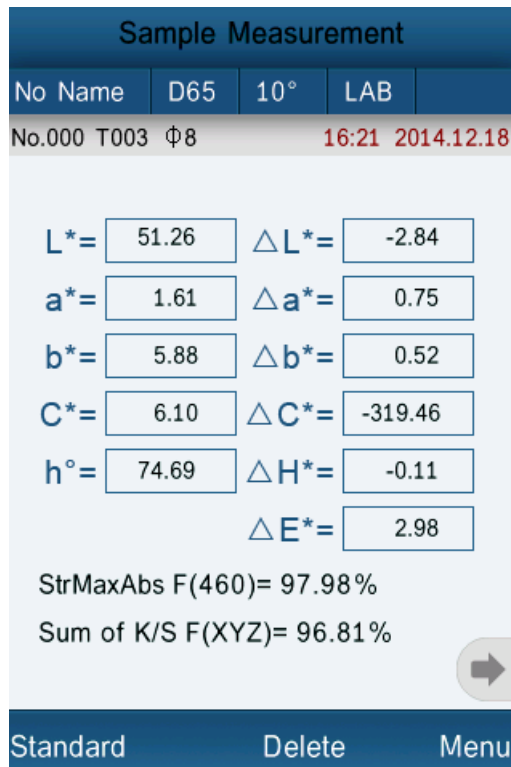 Sample Measurement
No Name D65 10° LAB
No.000 T003 Φ8 16:21 2014.12.18
L*= 51.26 △L*= -2.84
a*= 1.61 △a*= 0.75
b*= 5.88 △b*= 0.52
C*= 6.10 △C*= -319.46
h°= 74.69 △H*= -0.11
△E*= 2.98
StrMaxAbs F(460)= 97.98%
Sum of K/S F(XYZ)= 96.81%
Standard Delete Menu